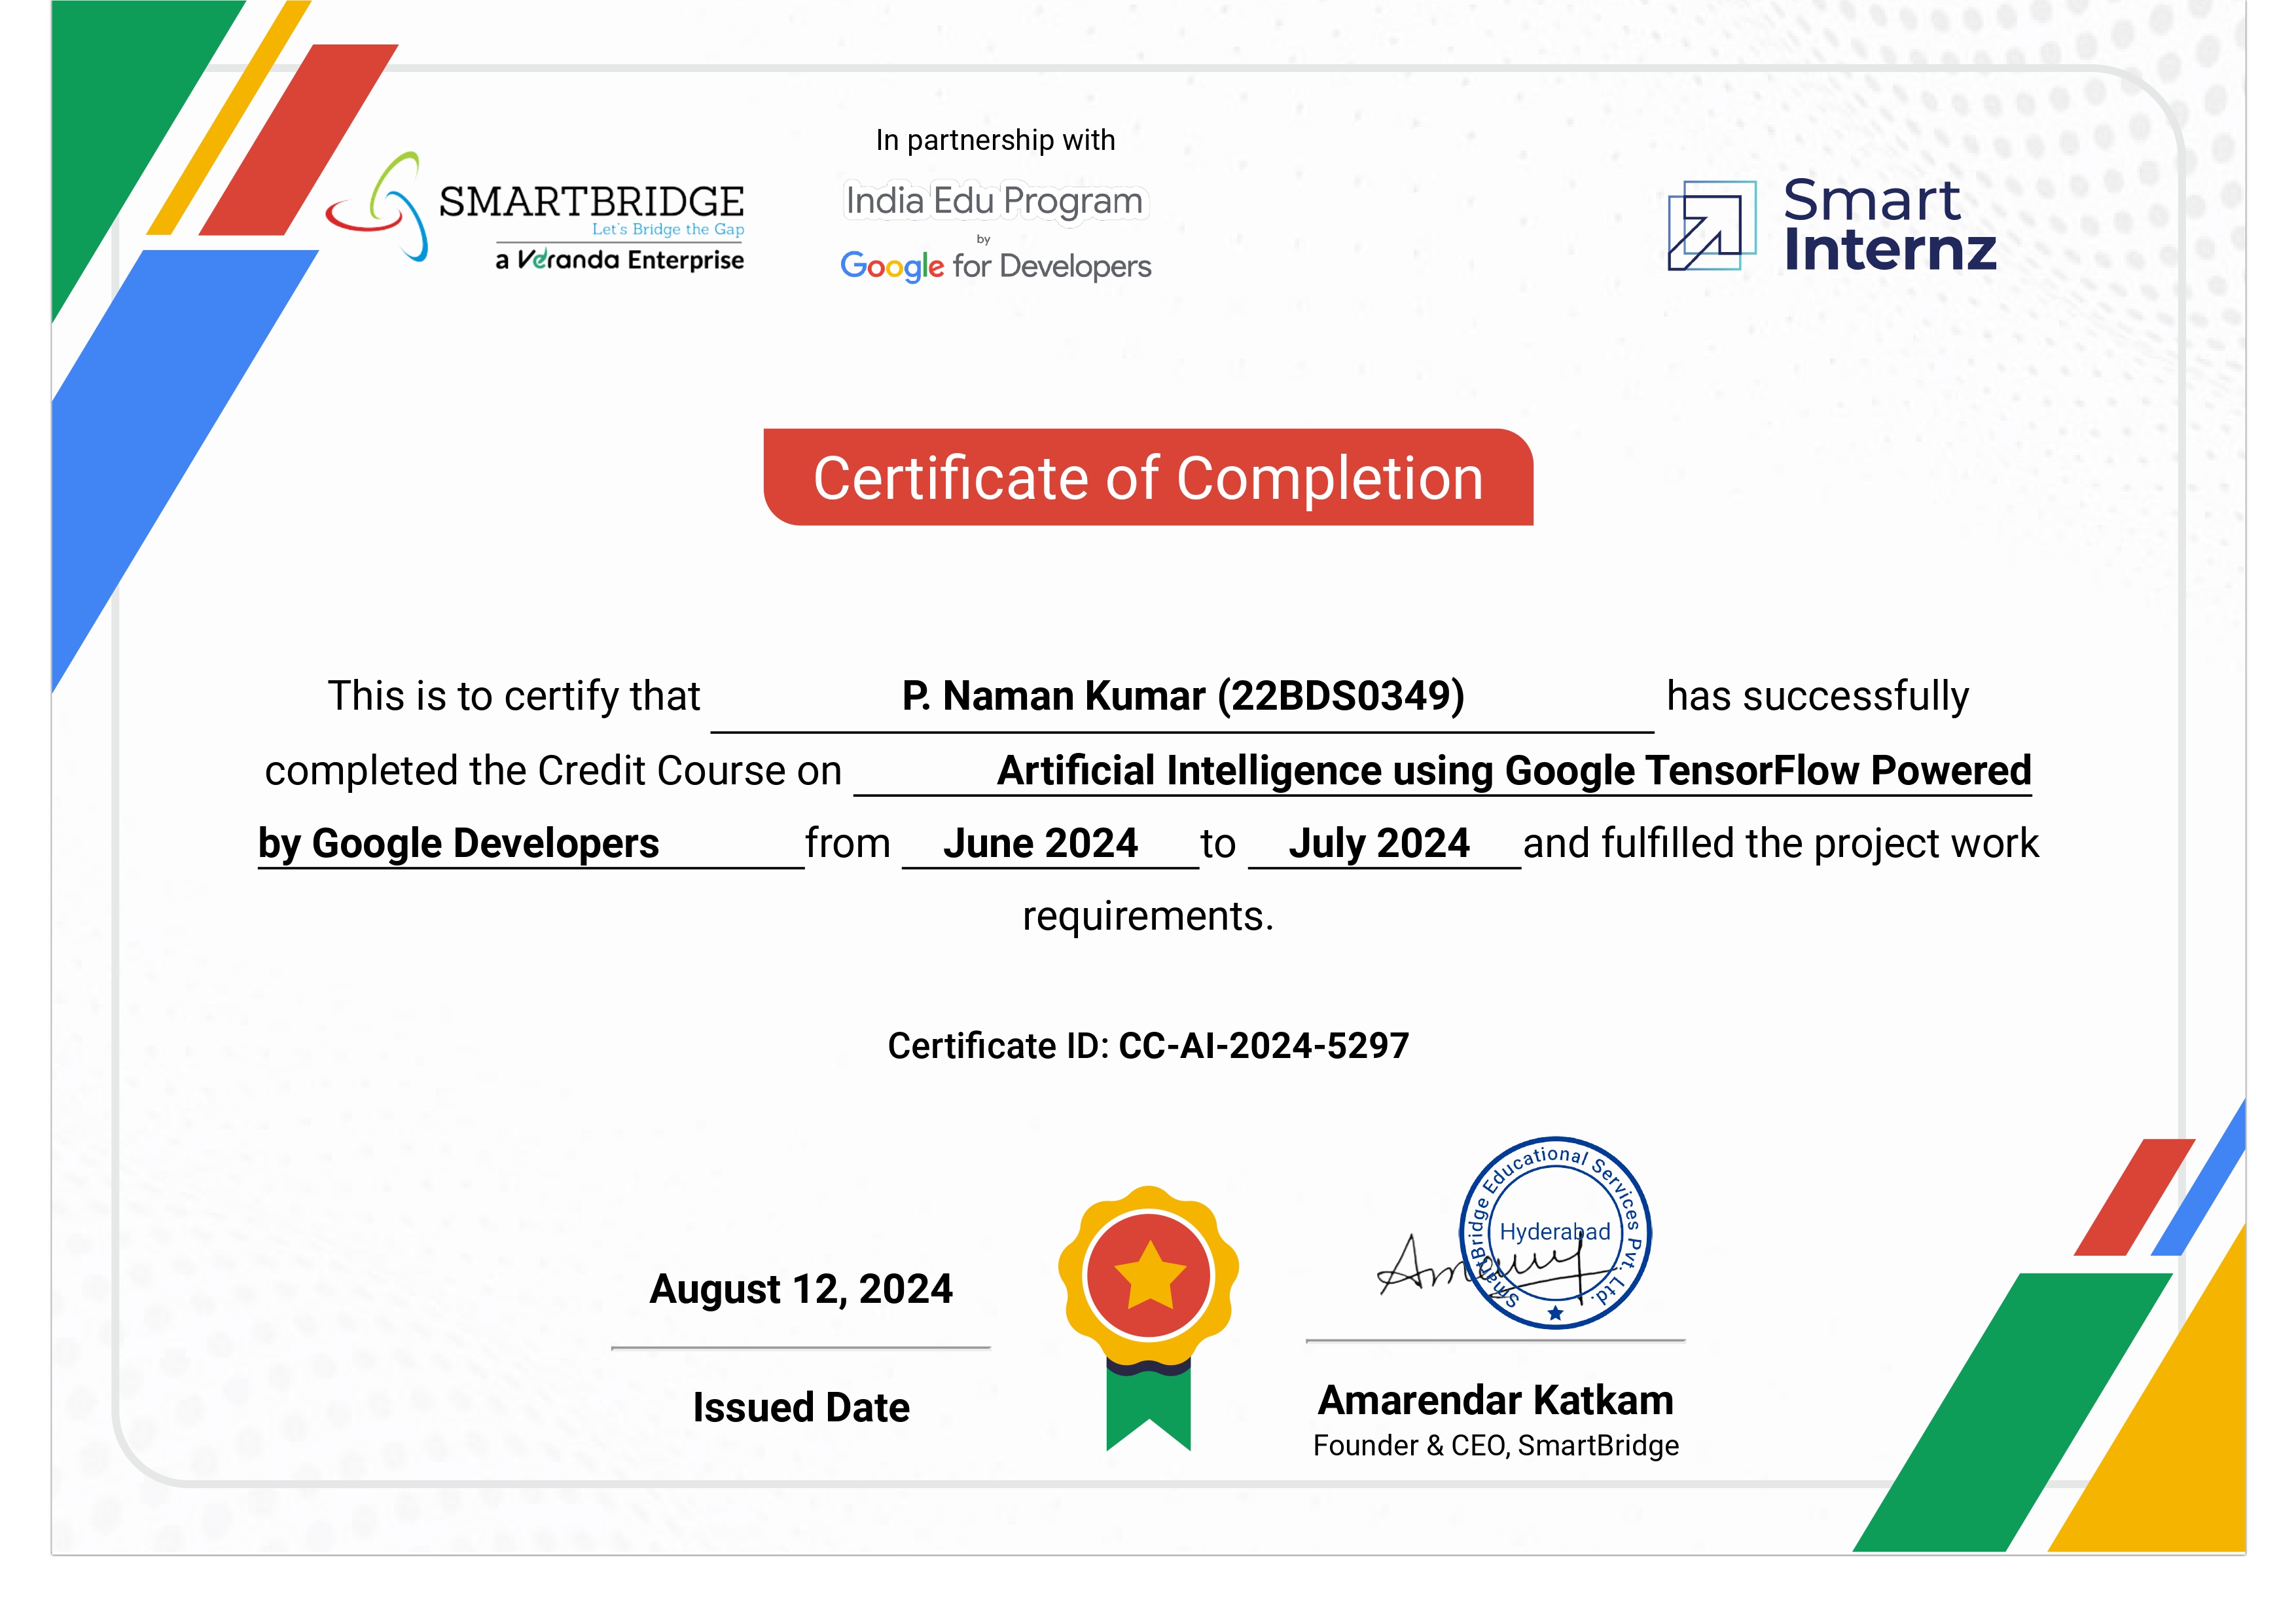 In partnership with
SMARTBRIDGE
Let's Bridge the Gap
a Veranda Enterprise
India Edu Program
by
Google for Developers
Smart
Internz
Certificate of Completion
This is to certify that P. Naman Kumar (22BDS0349) has successfully
completed the Credit Course on Artificial Intelligence using Google TensorFlow Powered
by Google Developers from June 2024 to July 2024 and fulfilled the project work
requirements.
Certificate ID: CC-AI-2024-5297
SmartBridge Educational Services Pvt. Ltd.
Hyderabad
August 12, 2024
Issued Date
Amarendar Katkam
Founder & CEO, SmartBridge